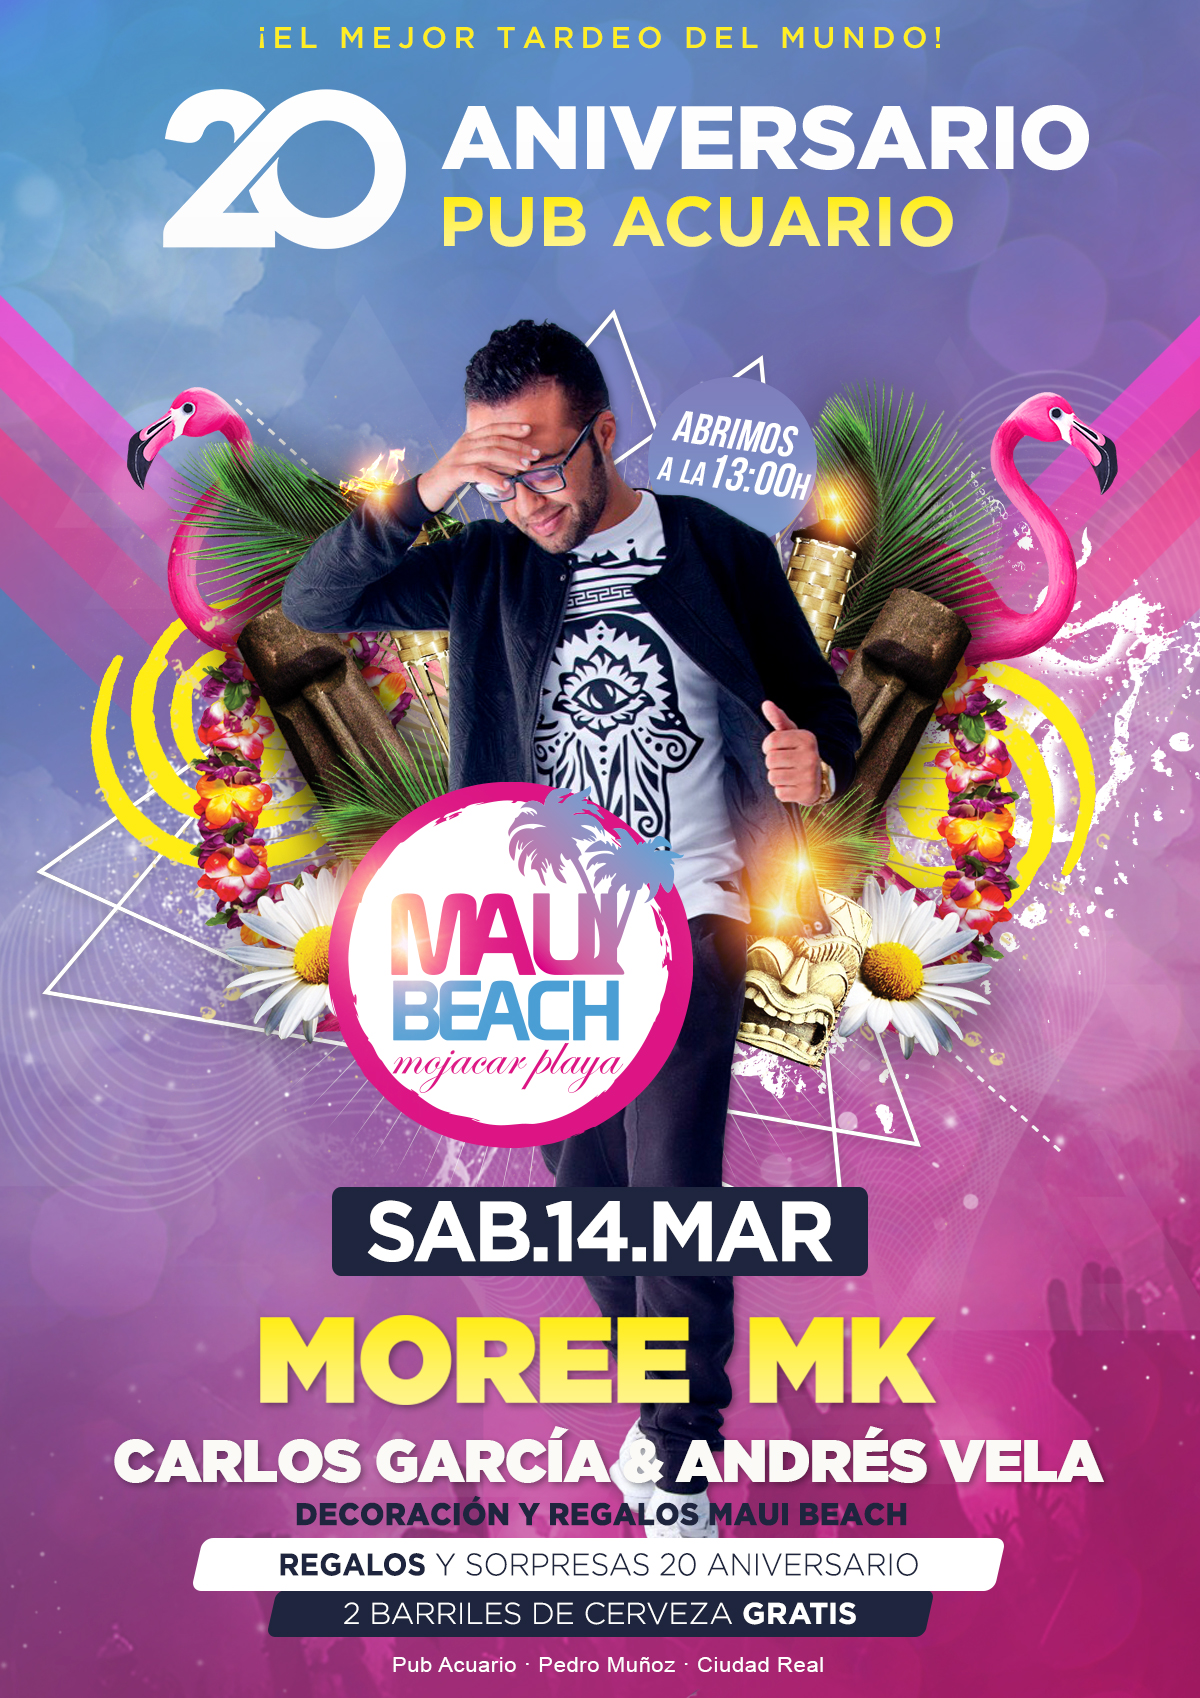 ¡EL MEJOR TARDEO DEL MUNDO!
20 ANIVERSARIO
PUB ACUARIO
ABRIMOS
A LA 13:00H
MAUI
BEACH
mojacar playa
SAB.14.MAR
MOREE MK
CARLOS GARCÍA & ANDRÉS VELA
DECORACIÓN Y REGALOS MAUI BEACH
REGALOS Y SORPRESAS 20 ANIVERSARIO
2 BARRILES DE CERVEZA GRATIS
Pub Acuario · Pedro Muñoz · Ciudad Real